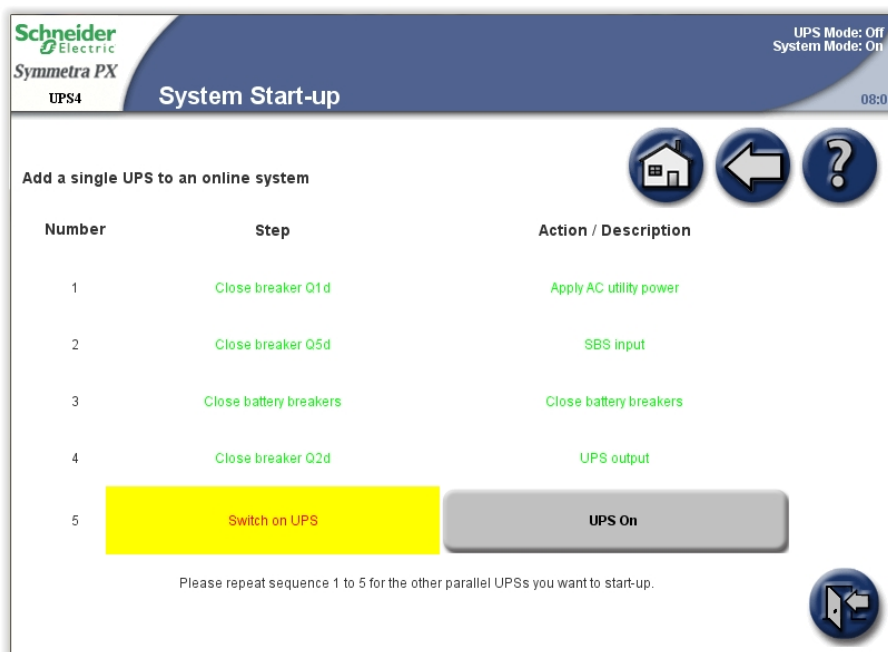 Schneider
Electric
UPS Mode: Off
System Mode: On
Symmetra PX
UPS4
System Start-up
08:0
Add a single UPS to an online system
?
Number Step Action / Description
1 Close breaker Q1d Apply AC utility power
2 Close breaker Q5d SBS input
3 Close battery breakers Close battery breakers
4 Close breaker Q2d UPS output
5 Switch on UPS UPS On
Please repeat sequence 1 to 5 for the other parallel UPSs you want to start-up.